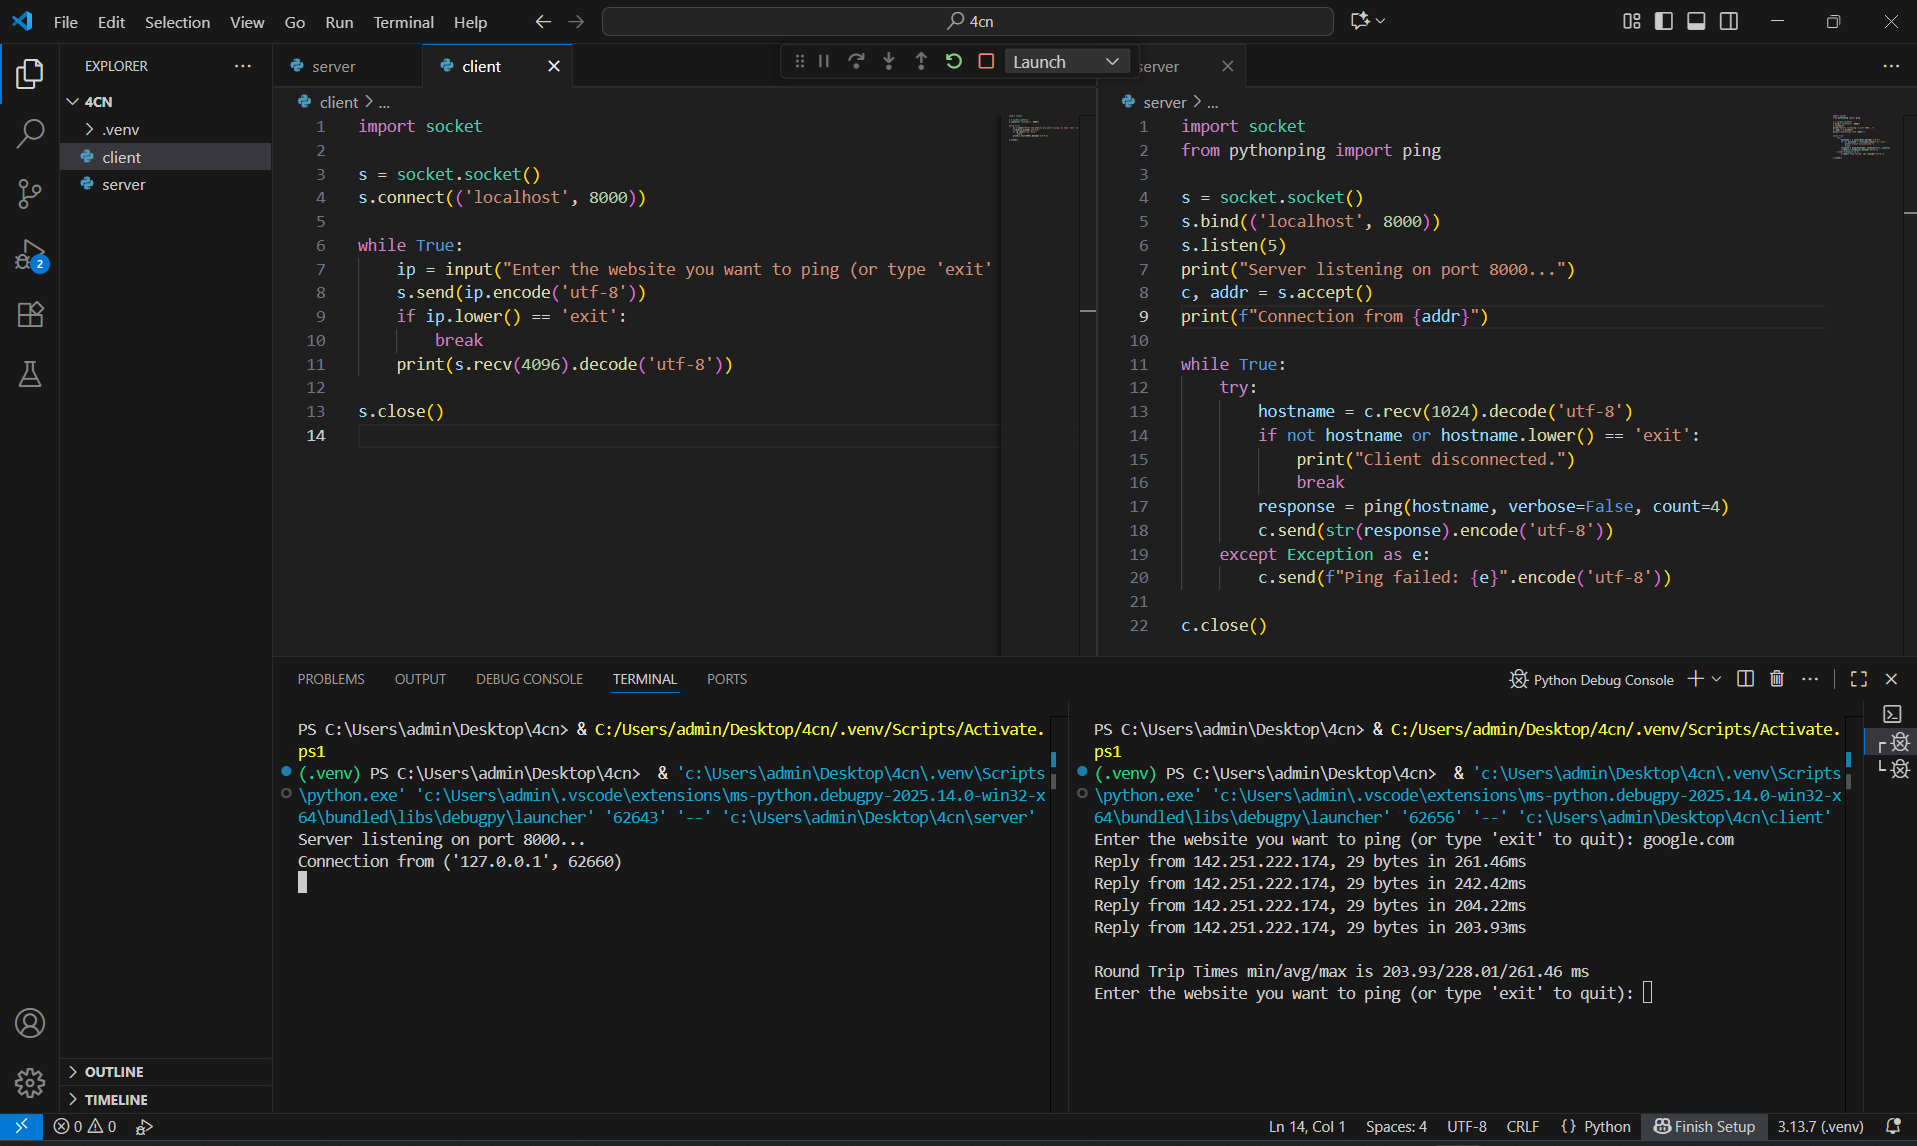 File Edit Selection View Go Run Terminal Help
4cn
EXPLORER
4CN
.venv
client
server
server
client
Launch
server
client > ...
1 import socket
2
3 s = socket.socket()
4 s.connect(('localhost', 8000))
5
6 while True:
7     ip = input("Enter the website you want to ping (or type 'exit'
8     s.send(ip.encode('utf-8'))
9     if ip.lower() == 'exit':
10         break
11     print(s.recv(4096).decode('utf-8'))
12
13 s.close()
14
server > ...
1 import socket
2 from pythonping import ping
3
4 s = socket.socket()
5 s.bind(('localhost', 8000))
6 s.listen(5)
7 print("Server listening on port 8000...")
8 c, addr = s.accept()
9 print(f"Connection from {addr}")
10
11 while True:
12     try:
13         hostname = c.recv(1024).decode('utf-8')
14         if not hostname or hostname.lower() == 'exit':
15             print("Client disconnected.")
16             break
17         response = ping(hostname, verbose=False, count=4)
18         c.send(str(response).encode('utf-8'))
19     except Exception as e:
20         c.send(f"Ping failed: {e}".encode('utf-8'))
21
22 c.close()
PROBLEMS OUTPUT DEBUG CONSOLE TERMINAL PORTS
Python Debug Console
PS C:\Users\admin\Desktop\4cn> & C:/Users/admin/Desktop/4cn/.venv/Scripts/Activate.
ps1
(.venv) PS C:\Users\admin\Desktop\4cn>  & 'c:\Users\admin\Desktop\4cn\.venv\Scripts
\python.exe' 'c:\Users\admin\.vscode\extensions\ms-python.debugpy-2025.14.0-win32-x
64\bundled\libs\debugpy\launcher' '62643' '--' 'c:\Users\admin\Desktop\4cn\server'
Server listening on port 8000...
Connection from ('127.0.0.1', 62660)
PS C:\Users\admin\Desktop\4cn> & C:/Users/admin/Desktop/4cn/.venv/Scripts/Activate.
ps1
(.venv) PS C:\Users\admin\Desktop\4cn>  & 'c:\Users\admin\Desktop\4cn\.venv\Scripts
\python.exe' 'c:\Users\admin\.vscode\extensions\ms-python.debugpy-2025.14.0-win32-x
64\bundled\libs\debugpy\launcher' '62656' '--' 'c:\Users\admin\Desktop\4cn\client'
Enter the website you want to ping (or type 'exit' to quit): google.com
Reply from 142.251.222.174, 29 bytes in 261.46ms
Reply from 142.251.222.174, 29 bytes in 242.42ms
Reply from 142.251.222.174, 29 bytes in 204.22ms
Reply from 142.251.222.174, 29 bytes in 203.93ms

Round Trip Times min/avg/max is 203.93/228.01/261.46 ms
Enter the website you want to ping (or type 'exit' to quit):
2
OUTLINE
TIMELINE
0 0
Ln 14, Col 1 Spaces: 4 UTF-8 CRLF {} Python Finish Setup 3.13.7 (.venv)